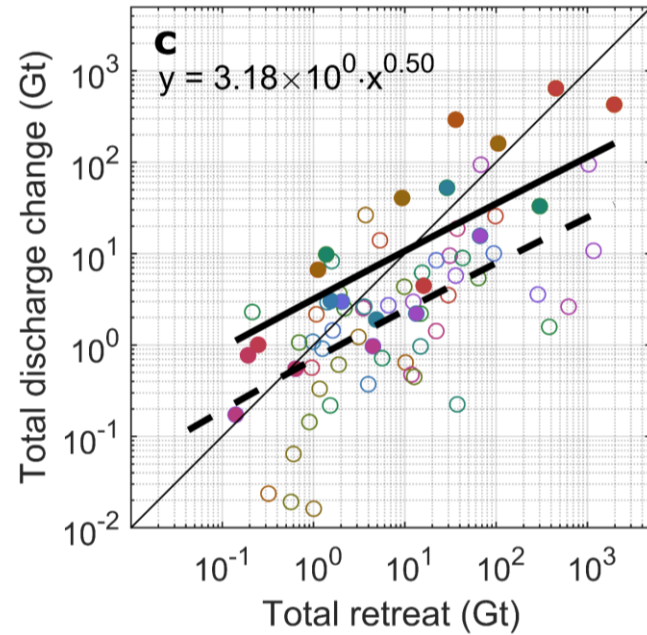 c
y = 3.18×10⁰·x⁰·⁵⁰
Total discharge change (Gt)
10³
10²
10¹
10⁰
10⁻¹
10⁻²
10⁻¹ 10⁰ 10¹ 10² 10³
Total retreat (Gt)